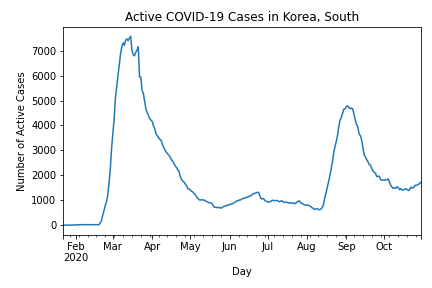 Active COVID-19 Cases in Korea, South
Number of Active Cases
7000
6000
5000
4000
3000
2000
1000
0
Feb Mar Apr May Jun Jul Aug Sep Oct
2020
Day